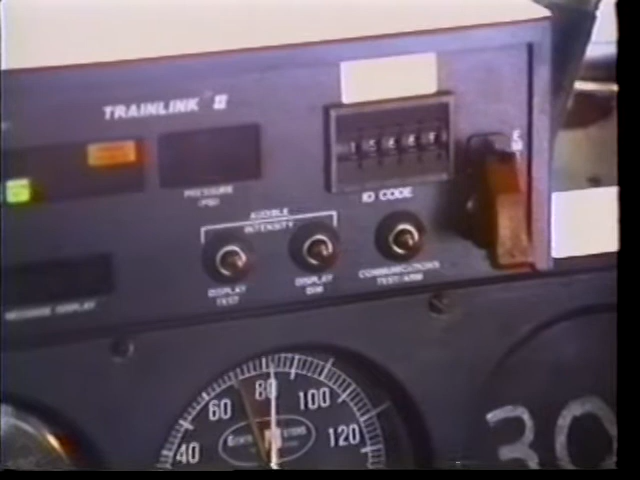 TRAINLINK II
PRESSURE
(PSI)
ID CODE
AUDIBLE
INTENSITY
DISPLAY
TEST
DISPLAY
DIM
COMMUNICATIONS
TEST/ARM
MESSAGE DISPLAY
40 60 80 100 120
30